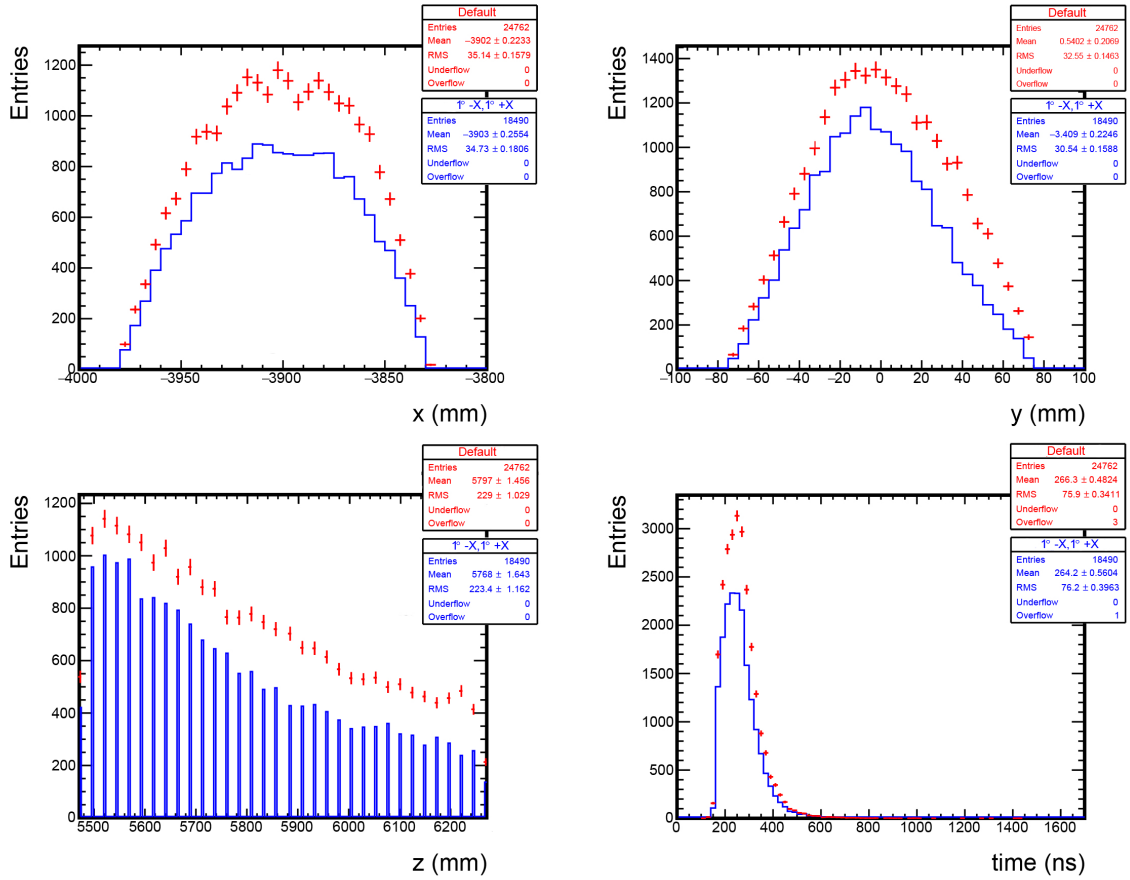 Default
Entries 24762
Mean −3902 ± 0.2233
RMS 35.14 ± 0.1579
Underflow 0
Overflow 0
1° -X,1° +X
Entries 18490
Mean −3903 ± 0.2554
RMS 34.73 ± 0.1806
Underflow 0
Overflow 0
Entries
1200
1000
800
600
400
200
0
−4000 −3950 −3900 −3850 −3800
x (mm)
Default
Entries 24762
Mean 0.5402 ± 0.2069
RMS 32.55 ± 0.1463
Underflow 0
Overflow 0
1° -X,1° +X
Entries 18490
Mean −3.409 ± 0.2246
RMS 30.54 ± 0.1588
Underflow 0
Overflow 0
Entries
1400
1200
1000
800
600
400
200
0
−100 −80 −60 −40 −20 0 20 40 60 80 100
y (mm)
Default
Entries 24762
Mean 5797 ± 1.456
RMS 229 ± 1.029
Underflow 0
Overflow 0
1° -X,1° +X
Entries 18490
Mean 5768 ± 1.643
RMS 223.4 ± 1.162
Underflow 0
Overflow 0
Entries
1200
1000
800
600
400
200
0
5500 5600 5700 5800 5900 6000 6100 6200
z (mm)
Default
Entries 24762
Mean 266.3 ± 0.4824
RMS 75.9 ± 0.3411
Underflow 0
Overflow 3
1° -X,1° +X
Entries 18490
Mean 264.2 ± 0.5604
RMS 76.2 ± 0.3963
Underflow 0
Overflow 1
Entries
3000
2500
2000
1500
1000
500
0
0 200 400 600 800 1000 1200 1400 1600
time (ns)